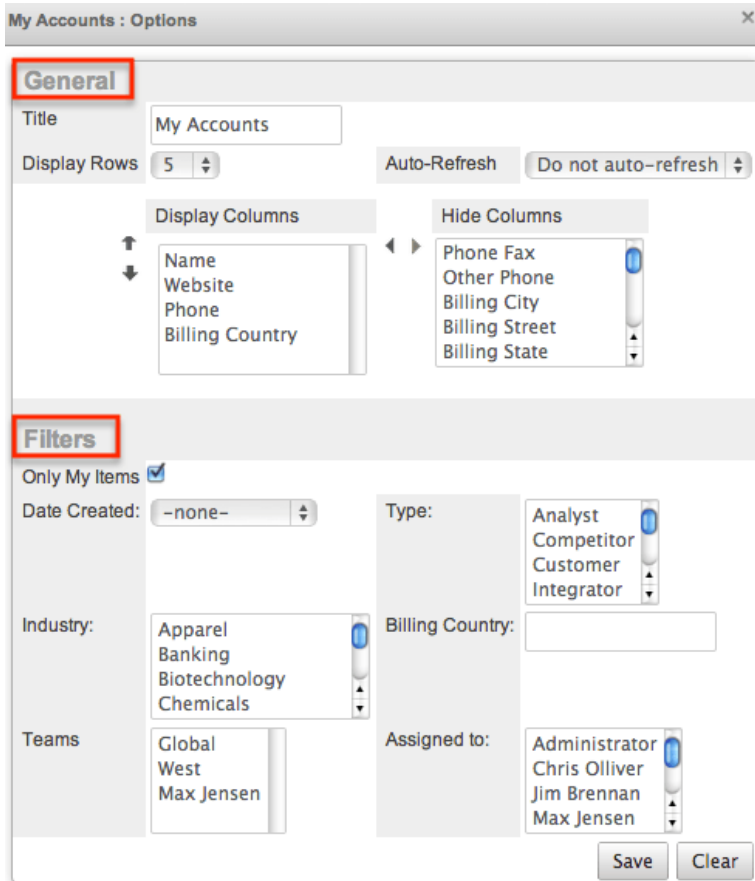 My Accounts : Options
×
General
Title
My Accounts
Display Rows
5
Auto-Refresh
Do not auto-refresh
Display Columns
Hide Columns
Name
Website
Phone
Billing Country
Phone Fax
Other Phone
Billing City
Billing Street
Billing State
Filters
Only My Items
Date Created:
-none-
Type:
Analyst
Competitor
Customer
Integrator
Industry:
Apparel
Banking
Biotechnology
Chemicals
Billing Country:
Teams
Global
West
Max Jensen
Assigned to:
Administrator
Chris Olliver
Jim Brennan
Max Jensen
Save
Clear